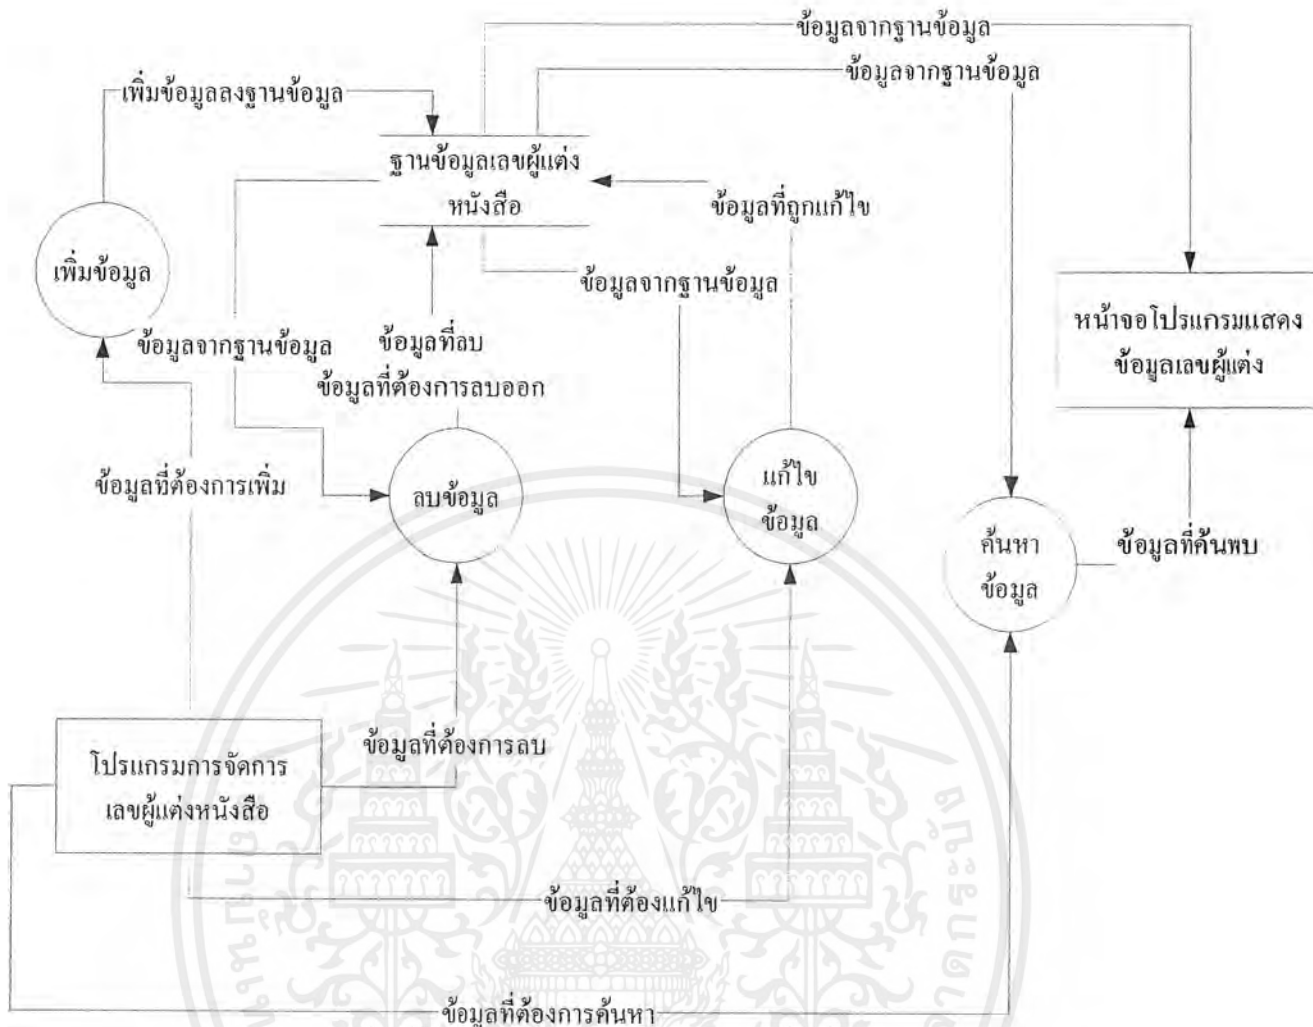 ข้อมูลจากฐานข้อมูล
ข้อมูลจากฐานข้อมูล
เพิ่มข้อมูลลงฐานข้อมูล
ฐานข้อมูลเลขผู้แต่ง
หนังสือ
ข้อมูลที่ถูกแก้ไข
เพิ่มข้อมูล
ข้อมูลจากฐานข้อมูล
หน้าจอโปรแกรมแสดง
ข้อมูลเลขผู้แต่ง
ข้อมูลจากฐานข้อมูล
ข้อมูลที่ลบ
ข้อมูลที่ต้องการลบออก
ข้อมูลที่ต้องการเพิ่ม
ลบข้อมูล
แก้ไข
ข้อมูล
ค้นหา
ข้อมูล
ข้อมูลที่ค้นพบ
ข้อมูลที่ต้องการลบ
โปรแกรมการจัดการ
เลขผู้แต่งหนังสือ
ข้อมูลที่ต้องแก้ไข
ข้อมูลที่ต้องการค้นหา